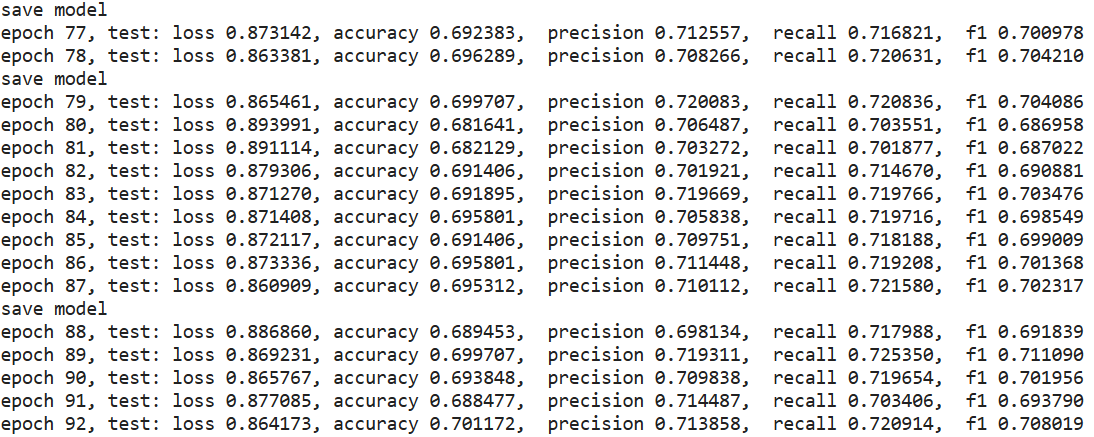 save model
epoch 77, test: loss 0.873142, accuracy 0.692383,  precision 0.712557,  recall 0.716821,  f1 0.700978
epoch 78, test: loss 0.863381, accuracy 0.696289,  precision 0.708266,  recall 0.720631,  f1 0.704210
save model
epoch 79, test: loss 0.865461, accuracy 0.699707,  precision 0.720083,  recall 0.720836,  f1 0.704086
epoch 80, test: loss 0.893991, accuracy 0.681641,  precision 0.706487,  recall 0.703551,  f1 0.686958
epoch 81, test: loss 0.891114, accuracy 0.682129,  precision 0.703272,  recall 0.701877,  f1 0.687022
epoch 82, test: loss 0.879306, accuracy 0.691406,  precision 0.701921,  recall 0.714670,  f1 0.690881
epoch 83, test: loss 0.871270, accuracy 0.691895,  precision 0.719669,  recall 0.719766,  f1 0.703476
epoch 84, test: loss 0.871408, accuracy 0.695801,  precision 0.705838,  recall 0.719716,  f1 0.698549
epoch 85, test: loss 0.872117, accuracy 0.691406,  precision 0.709751,  recall 0.718188,  f1 0.699009
epoch 86, test: loss 0.873336, accuracy 0.695801,  precision 0.711448,  recall 0.719208,  f1 0.701368
epoch 87, test: loss 0.860909, accuracy 0.695312,  precision 0.710112,  recall 0.721580,  f1 0.702317
save model
epoch 88, test: loss 0.886860, accuracy 0.689453,  precision 0.698134,  recall 0.717988,  f1 0.691839
epoch 89, test: loss 0.869231, accuracy 0.699707,  precision 0.719311,  recall 0.725350,  f1 0.711090
epoch 90, test: loss 0.865767, accuracy 0.693848,  precision 0.709838,  recall 0.719654,  f1 0.701956
epoch 91, test: loss 0.877085, accuracy 0.688477,  precision 0.714487,  recall 0.703406,  f1 0.693790
epoch 92, test: loss 0.864173, accuracy 0.701172,  precision 0.713858,  recall 0.720914,  f1 0.708019